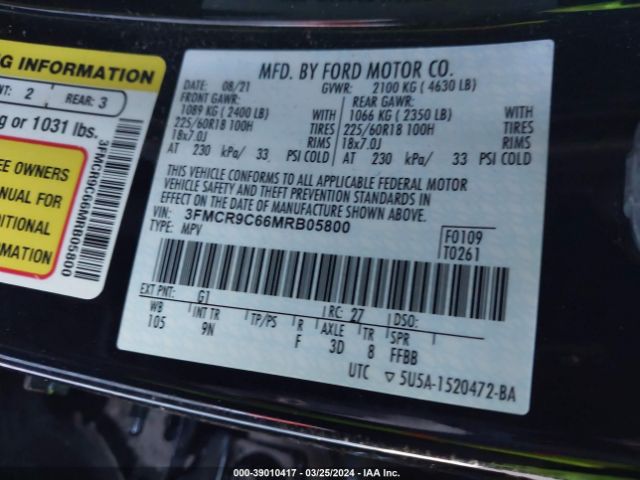 NG INFORMATION
NT: 2 REAR: 3
g or 1031 lbs.
EE OWNERS
ANUAL FOR
DITIONAL
RMATION
3FMCR9C66MRB05800
MFD. BY FORD MOTOR CO.
DATE: 08/21 GVWR: 2100 KG ( 4630 LB)
FRONT GAWR: REAR GAWR:
1089 KG ( 2400 LB) WITH 1066 KG ( 2350 LB) WITH
225/60R18 100H TIRES 225/60R18 100H TIRES
18x7.0J RIMS 18x7.0J RIMS
AT 230 kPa/ 33 PSI COLD AT 230 kPa/ 33 PSI COLD
THIS VEHICLE CONFORMS TO ALL APPLICABLE FEDERAL MOTOR
VEHICLE SAFETY AND THEFT PREVENTION STANDARDS IN
EFFECT ON THE DATE OF MANUFACTURE SHOWN ABOVE.
VIN: 3FMCR9C66MRB05800
TYPE: MPV
F0109
T0261
EXT PNT: G1 RC: 27 DSO:
WB INT TR TP/PS R AXLE TR SPR
105 9N F 3D 8 FFBB
UTC ▽ 5U5A-1520472-BA
000-39010417 - 03/25/2024 - IAA Inc.